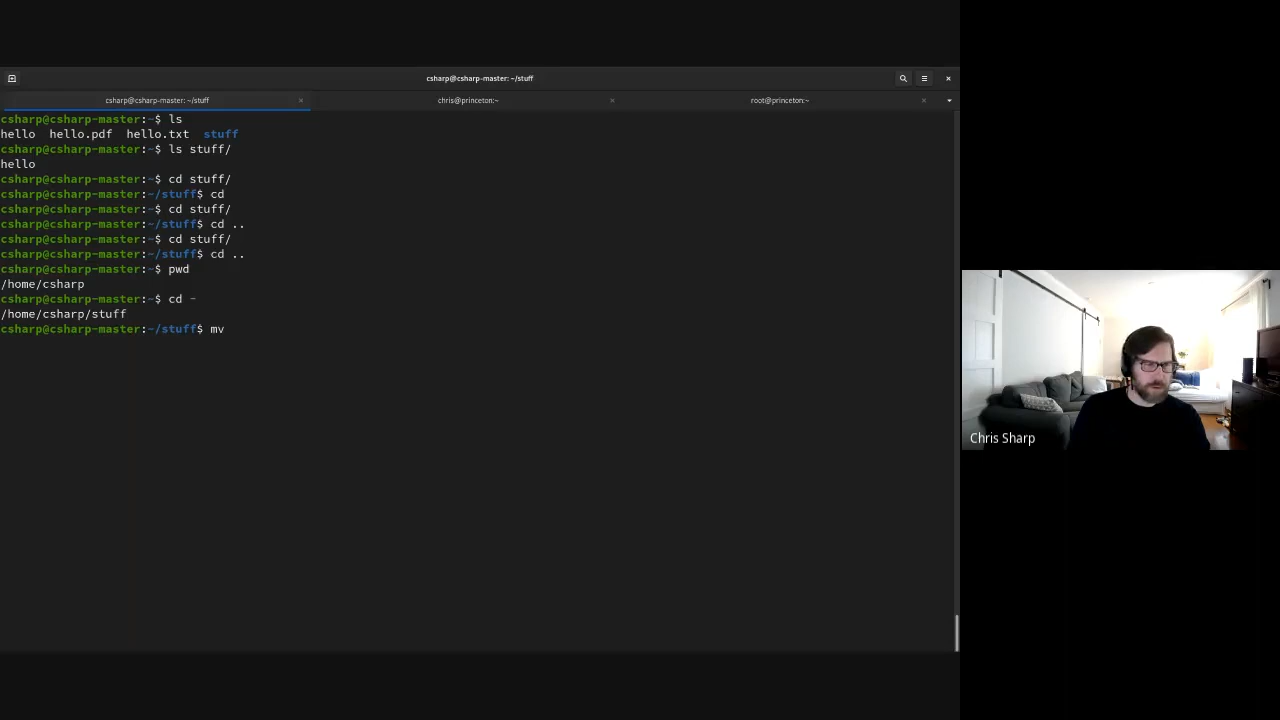 csharp@csharp-master: ~/stuff
csharp@csharp-master: ~/stuff
chris@princeton:~
root@princeton:~
csharp@csharp-master:~$ ls
hello  hello.pdf  hello.txt  stuff
csharp@csharp-master:~$ ls stuff/
hello
csharp@csharp-master:~$ cd stuff/
csharp@csharp-master:~/stuff$ cd
csharp@csharp-master:~$ cd stuff/
csharp@csharp-master:~/stuff$ cd ..
csharp@csharp-master:~$ cd stuff/
csharp@csharp-master:~/stuff$ cd ..
csharp@csharp-master:~$ pwd
/home/csharp
csharp@csharp-master:~$ cd -
/home/csharp/stuff
csharp@csharp-master:~/stuff$ mv
Chris Sharp